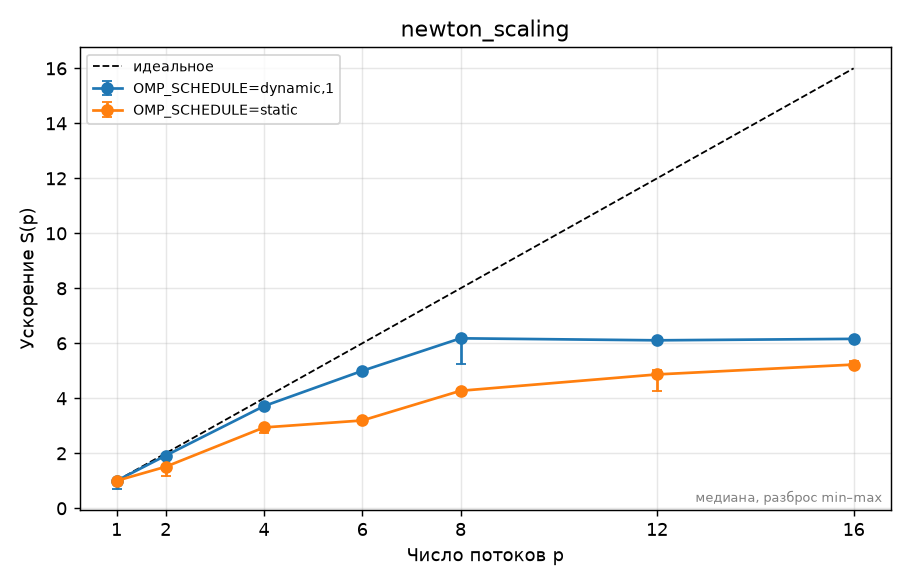 newton_scaling
идеальное
OMP_SCHEDULE=dynamic,1
OMP_SCHEDULE=static
Ускорение S(p)
16
14
12
10
8
6
4
2
0
медиана, разброс min–max
1 2 4 6 8 12 16
Число потоков p